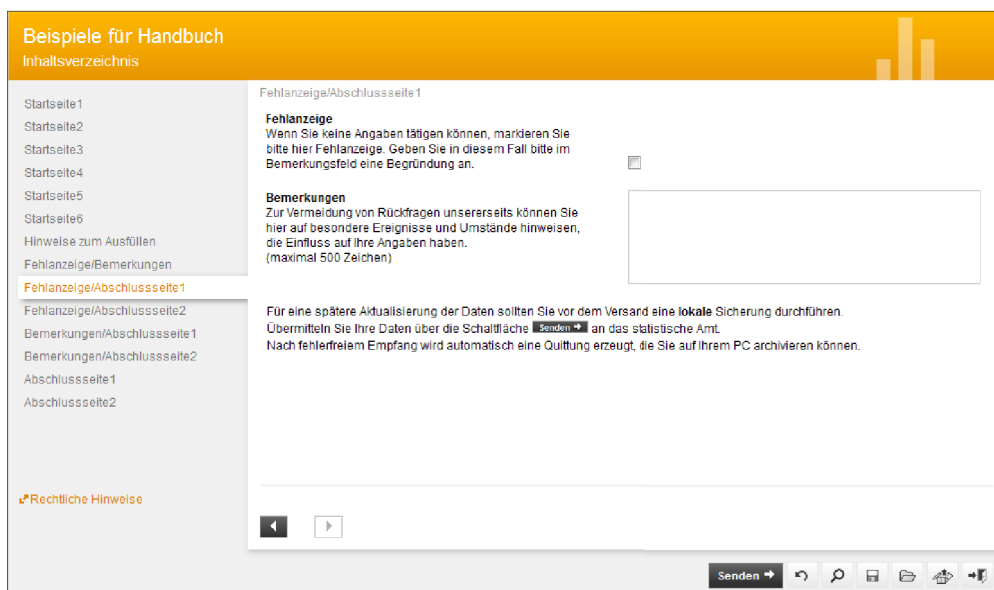 Beispiele für Handbuch
Inhaltsverzeichnis
Startseite1
Startseite2
Startseite3
Startseite4
Startseite5
Startseite6
Hinweise zum Ausfüllen
Fehlanzeige/Bemerkungen
Fehlanzeige/Abschlussseite1
Fehlanzeige/Abschlussseite2
Bemerkungen/Abschlussseite1
Bemerkungen/Abschlussseite2
Abschlussseite1
Abschlussseite2
Rechtliche Hinweise
Fehlanzeige/Abschlussseite1
Fehlanzeige
Wenn Sie keine Angaben tätigen können, markieren Sie
bitte hier Fehlanzeige. Geben Sie in diesem Fall bitte im
Bemerkungsfeld eine Begründung an.
Bemerkungen
Zur Vermeidung von Rückfragen unsererseits können Sie
hier auf besondere Ereignisse und Umstände hinweisen,
die Einfluss auf Ihre Angaben haben.
(maximal 500 Zeichen)
Für eine spätere Aktualisierung der Daten sollten Sie vor dem Versand eine lokale Sicherung durchführen.
Übermitteln Sie Ihre Daten über die Schaltfläche Senden an das statistische Amt.
Nach fehlerfreiem Empfang wird automatisch eine Quittung erzeugt, die Sie auf Ihrem PC archivieren können.
Senden